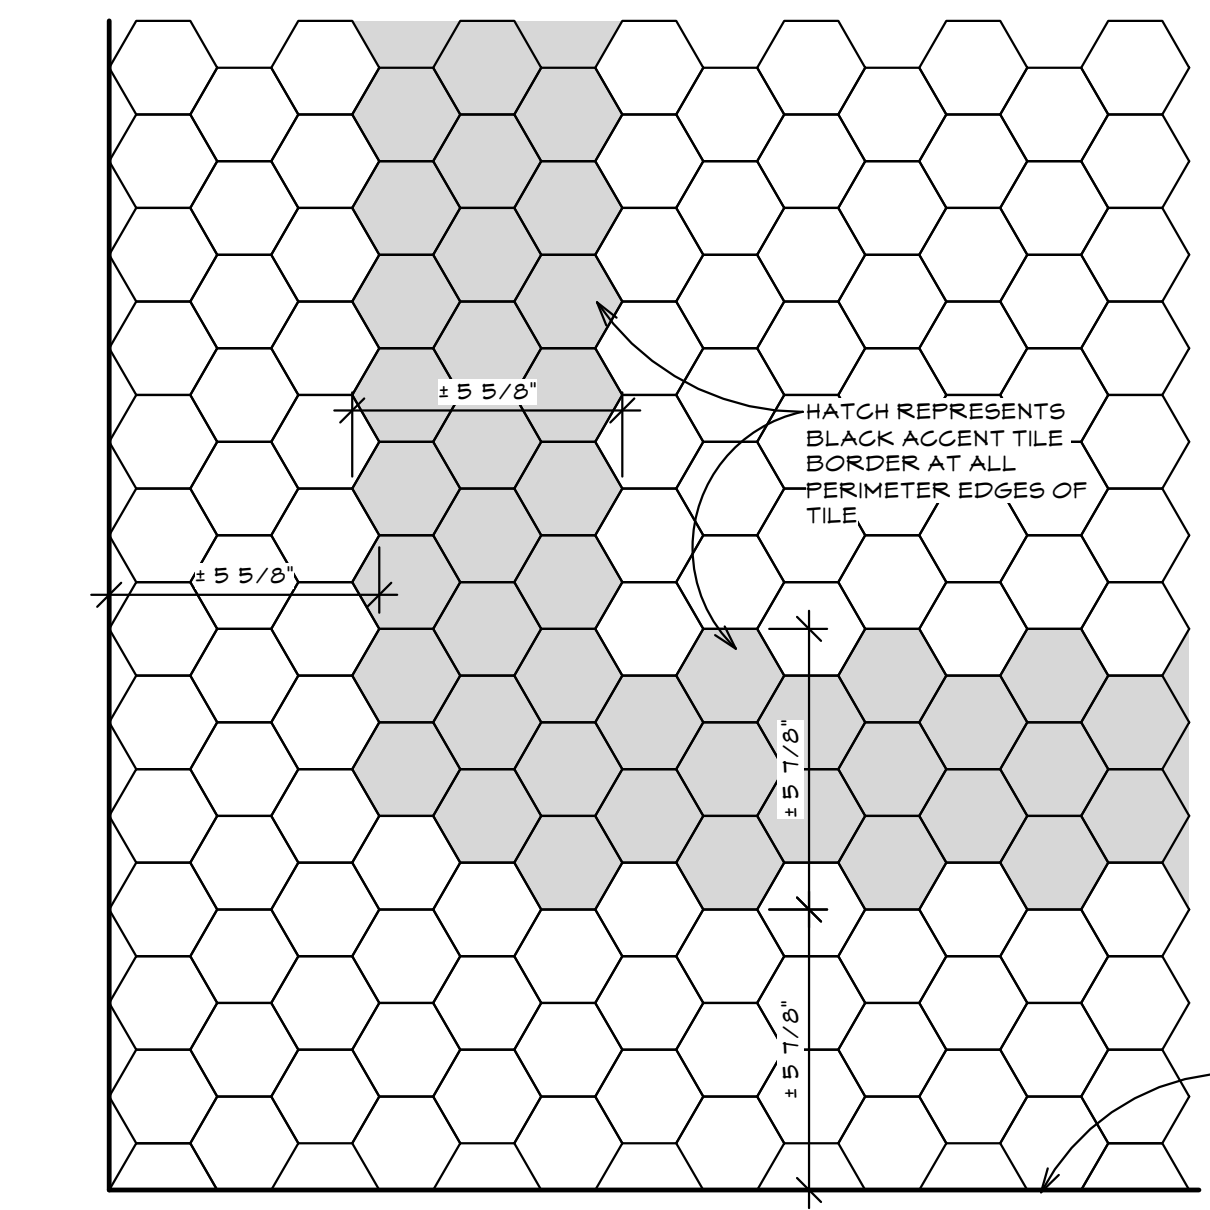 ± 5 5/8"
HATCH REPRESENTS
BLACK ACCENT TILE
BORDER AT ALL
PERIMETER EDGES OF
TILE
± 5 5/8"
± 5 7/8"
± 5 7/8"